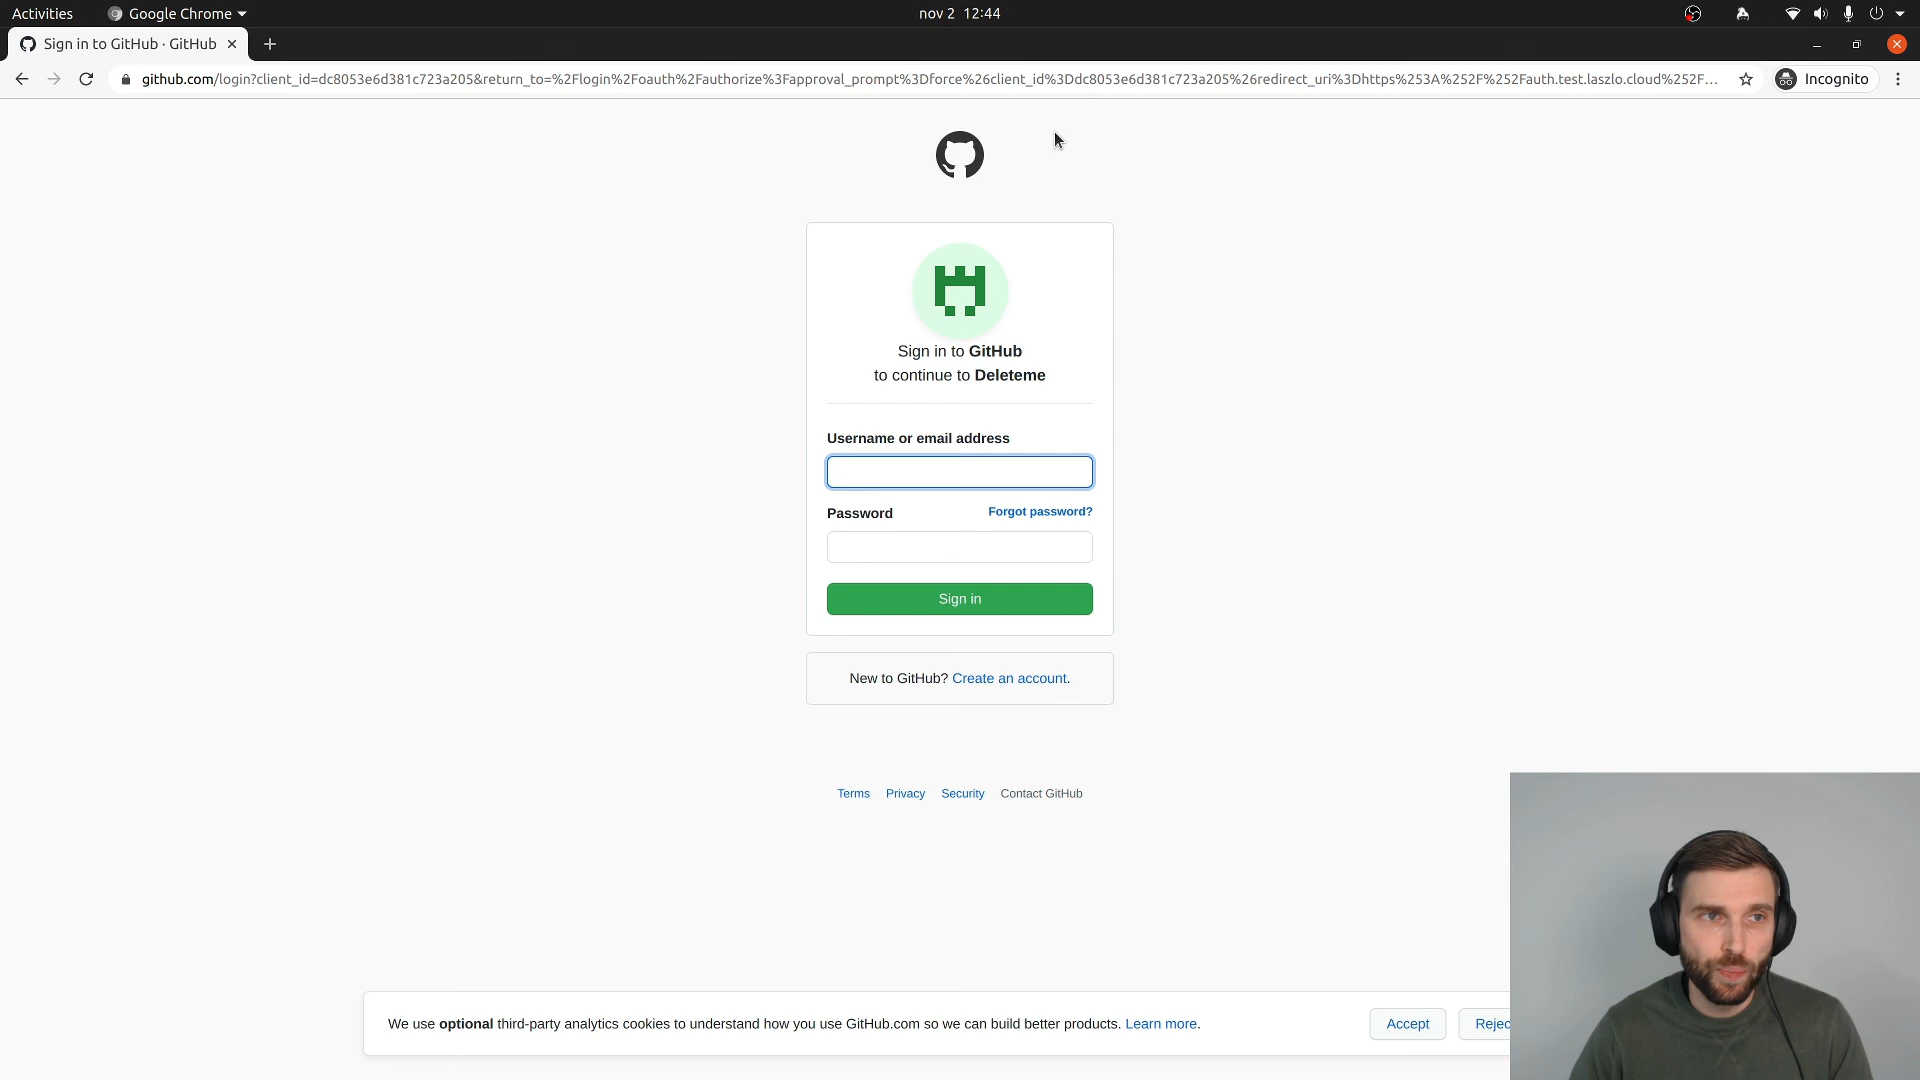 Activities
Google Chrome
nov 2 12:44
Sign in to GitHub · GitHub
github.com/login?client_id=dc8053e6d381c723a205&return_to=%2Flogin%2Foauth%2Fauthorize%3Fapproval_prompt%3Dforce%26client_id%3Ddc8053e6d381c723a205%26redirect_uri%3Dhttps%253A%252F%252Fauth.test.laszlo.cloud%252F...
Incognito
Sign in to GitHub
to continue to Deleteme
Username or email address
Password
Forgot password?
Sign in
New to GitHub? Create an account.
Terms
Privacy
Security
Contact GitHub
We use optional third-party analytics cookies to understand how you use GitHub.com so we can build better products. Learn more.
Accept
Rejec